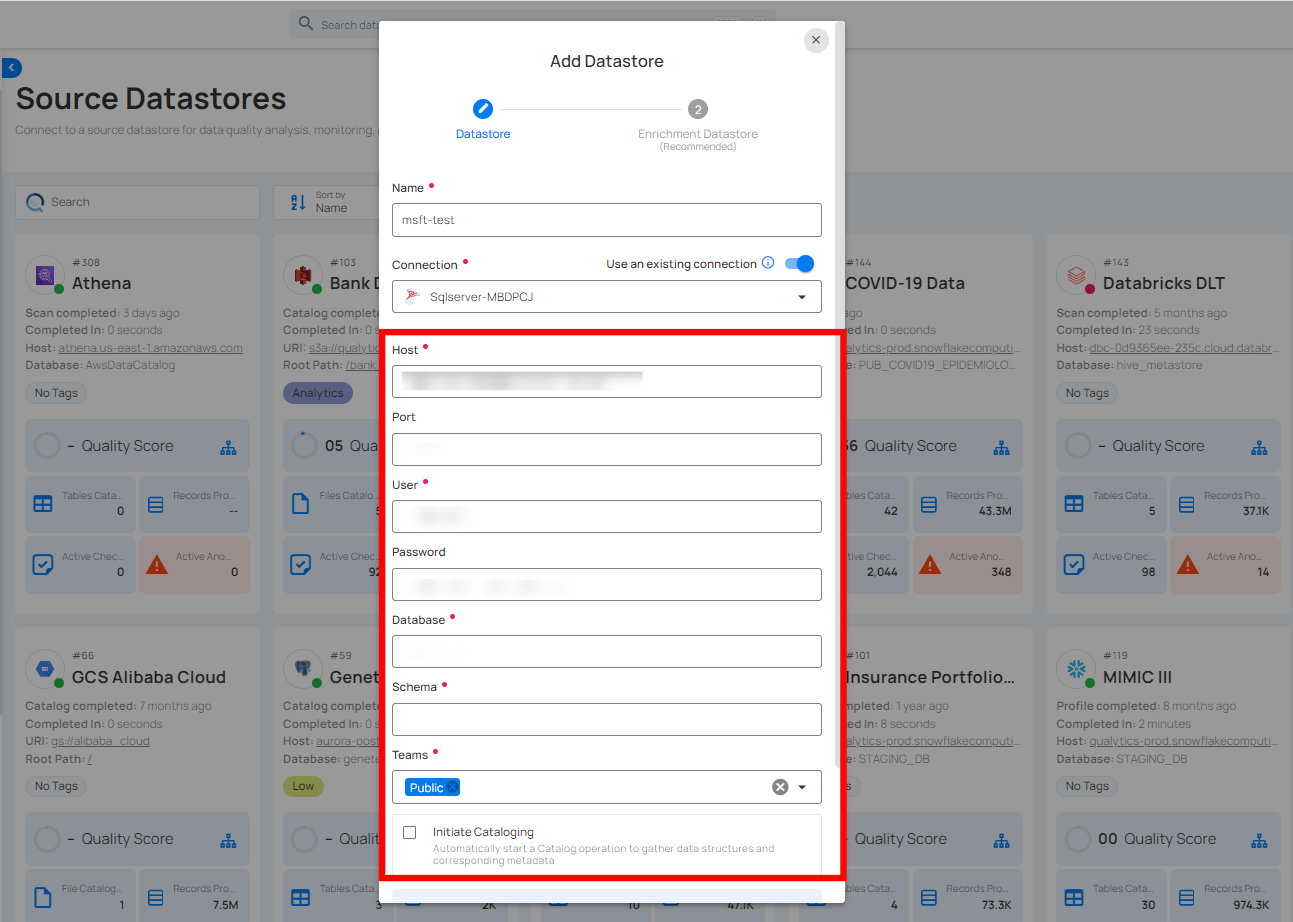 Search data
Add Datastore
2
Datastore
Enrichment Datastore
(Recommended)
Source Datastores
Connect to a source datastore for data quality analysis, monitoring,
Search
Sort by
Name
Name
msft-test
Connection
Use an existing connection
Sqlserver-MBDPCJ
Host
Port
User
Password
Database
Schema
Teams
Public
Initiate Cataloging
Automatically start a Catalog operation to gather data structures and
corresponding metadata
#308
Athena
Scan completed: 3 days ago
Completed In: 0 seconds
Host: athena.us-east-1.amazonaws.com
Database: AwsDataCatalog
No Tags
– Quality Score
Tables Cata...
0
Records Pro...
--
Active Chec...
0
Active Ano...
0
#103
Bank D
Catalog complete
Completed In: 0 s
URI: s3a://qualytic
Root Path: /bank_
Analytics
05 Qua
Files Catalo...
5
Active Chec...
92
#144
COVID-19 Data
ago
seconds
alytics-prod.snowflakecomputi...
e: PUB_COVID19_EPIDEMIOLO...
66 Quality Score
es Cata...
42
Records Pro...
43.3M
e Chec...
2,044
Active Ano...
348
#143
Databricks DLT
Scan completed: 5 months ago
Completed In: 23 seconds
Host: dbc-0d9365ee-235c.cloud.databr...
Database: hive_metastore
No Tags
– Quality Score
Tables Cata...
5
Records Pro...
37.1K
Active Chec...
98
Active Ano...
14
#66
GCS Alibaba Cloud
Catalog completed: 7 months ago
Completed In: 0 seconds
URI: gs://alibaba_cloud
Root Path: /
No Tags
– Quality Score
File Catalog...
1
Records Pro...
7.5M
#59
Genet
Catalog complete
Completed In: 0 s
Host: aurora-post
Database: genete
Low
– Quali
Tables Cata...
3
2K
10
47.1K
#101
Insurance Portfolio...
mpleted: 1 year ago
ed In: 8 seconds
alytics-prod.snowflakecomputi...
e: STAGING_DB
s
Quality Score
es Cata...
4
Records Pro...
73.3K
#119
MIMIC III
Profile completed: 8 months ago
Completed In: 2 minutes
Host: qualytics-prod.snowflakecomputi...
Database: STAGING_DB
No Tags
00 Quality Score
Tables Cata...
30
Records Pro...
974.3K